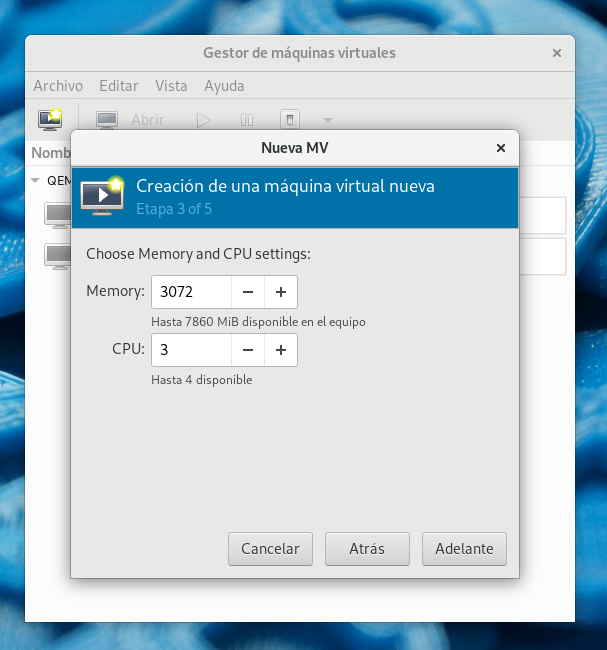 Gestor de máquinas virtuales
Archivo Editar Vista Ayuda
Abrir
Nomb
QEM
Nueva MV
Creación de una máquina virtual nueva
Etapa 3 of 5
Choose Memory and CPU settings:
Memory: 3072
Hasta 7860 MiB disponible en el equipo
CPU: 3
Hasta 4 disponible
Cancelar Atrás Adelante